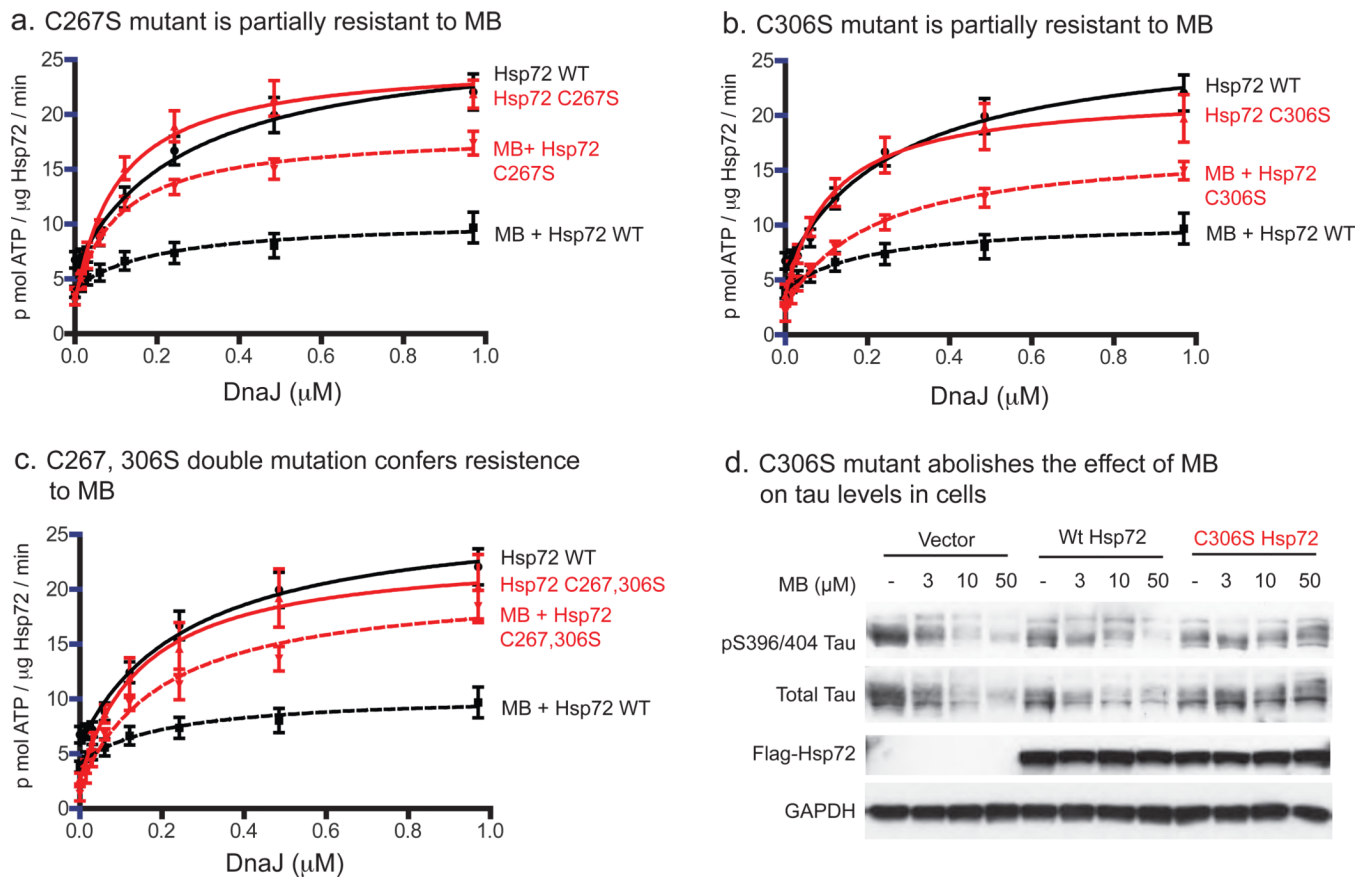 a. C267S mutant is partially resistant to MB
p mol ATP / μg Hsp72 / min
25
20
15
10
5
0
0.0 0.2 0.4 0.6 0.8 1.0
DnaJ (μM)
Hsp72 WT
Hsp72 C267S
MB+ Hsp72
C267S
MB + Hsp72 WT
b. C306S mutant is partially resistant to MB
p mol ATP / μg Hsp72 / min
25
20
15
10
5
0
0.0 0.2 0.4 0.6 0.8 1.0
DnaJ (μM)
Hsp72 WT
Hsp72 C306S
MB + Hsp72
C306S
MB + Hsp72 WT
c. C267, 306S double mutation confers resistence
to MB
p mol ATP / μg Hsp72 / min
25
20
15
10
5
0
0.0 0.2 0.4 0.6 0.8 1.0
DnaJ (μM)
Hsp72 WT
Hsp72 C267,306S
MB + Hsp72
C267,306S
MB + Hsp72 WT
d. C306S mutant abolishes the effect of MB
on tau levels in cells
Vector Wt Hsp72 C306S Hsp72
MB (μM) - 3 10 50 - 3 10 50 - 3 10 50
pS396/404 Tau
Total Tau
Flag-Hsp72
GAPDH